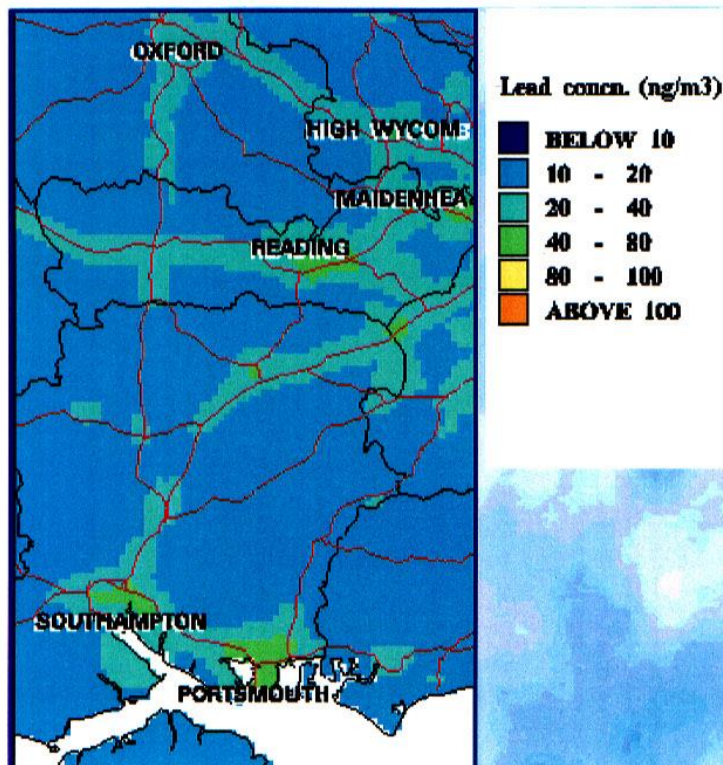 OXFORD
HIGH WYCOMB
MAIDENHEA
READING
SOUTHAMPTON
PORTSMOUTH
Lead concn. (ng/m3)
BELOW 10
10 - 20
20 - 40
40 - 80
80 - 100
ABOVE 100